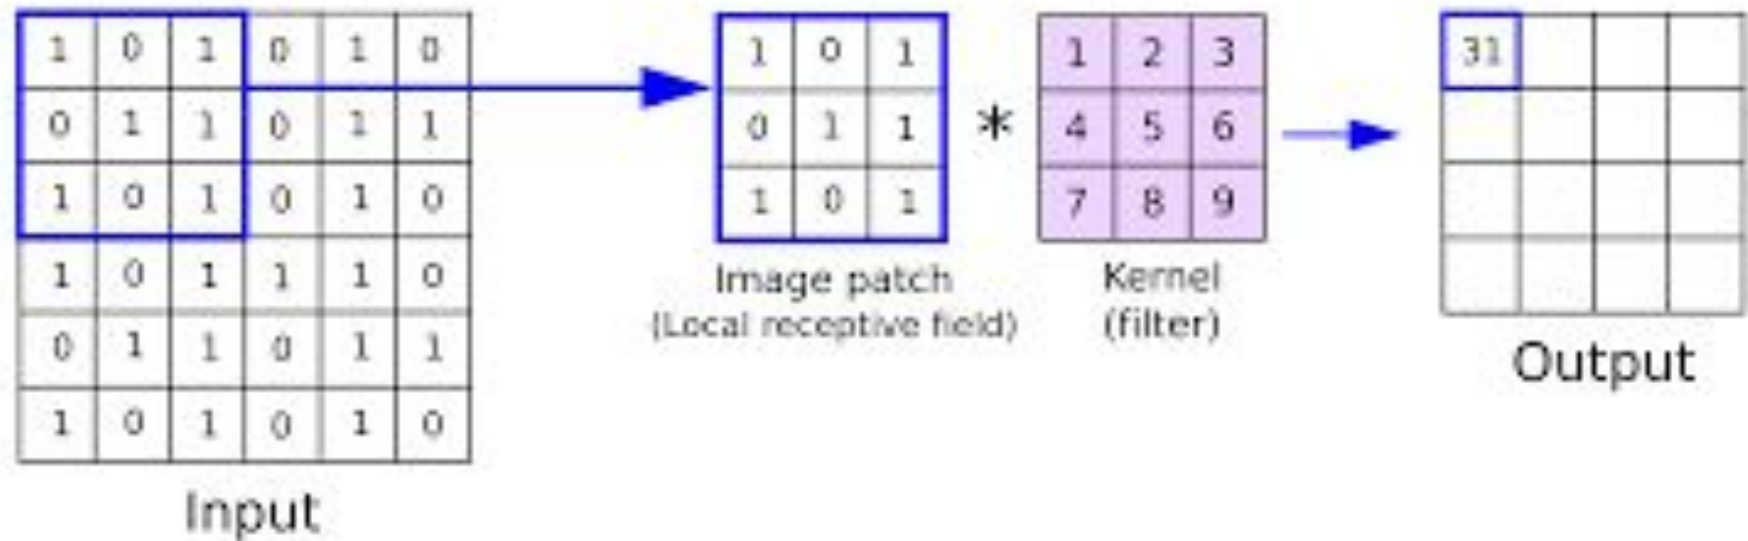 1 0 1 0 1 0
0 1 1 0 1 1
1 0 1 0 1 0
1 0 1 1 1 0
0 1 1 0 1 1
1 0 1 0 1 0
Input
1 0 1
0 1 1
1 0 1
Image patch
(Local receptive field)
*
1 2 3
4 5 6
7 8 9
Kernel
(filter)
31
Output